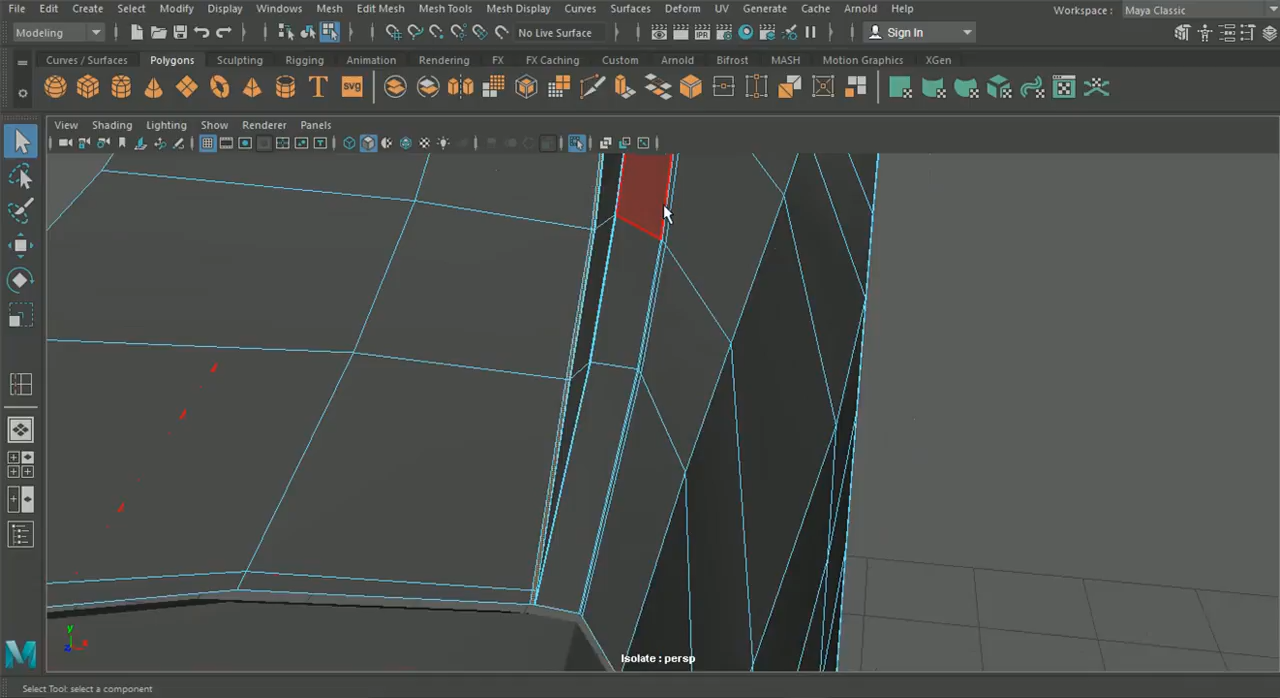 File Edit Create Select Modify Display Windows Mesh Edit Mesh Mesh Tools Mesh Display Curves Surfaces Deform UV Generate Cache Arnold Help Workspace : Maya Classic
Modeling No Live Surface IPR Sign In
Curves / Surfaces Polygons Sculpting Rigging Animation Rendering FX FX Caching Custom Arnold Bifrost MASH Motion Graphics XGen
T SVG
View Shading Lighting Show Renderer Panels
Isolate : persp
y
z x
M
Select Tool: select a component